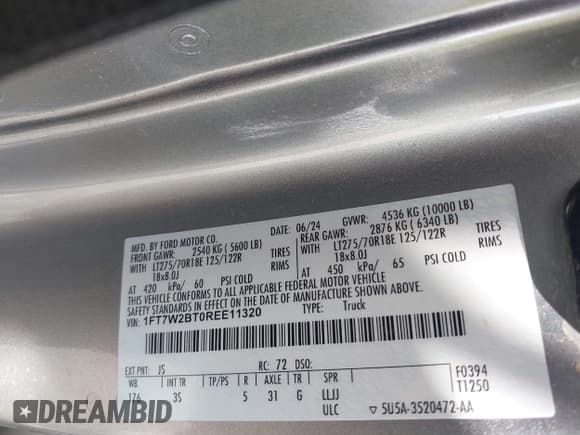 MFD. BY FORD MOTOR CO.
DATE: 06/24 GVWR: 4536 KG (10000 LB)
FRONT GAWR: 2540 KG ( 5600 LB)
REAR GAWR: 2876 KG ( 6340 LB)
WITH LT275/70R18E 125/122R TIRES
LT275/70R18E 125/122R TIRES
18x8.0J RIMS
18x8.0J RIMS
AT 420 kPa/ 60 PSI COLD
AT 450 kPa/ 65 PSI COLD
THIS VEHICLE CONFORMS TO ALL APPLICABLE FEDERAL MOTOR VEHICLE
SAFETY STANDARDS IN EFFECT ON THE DATE OF MANUFACTURE SHOWN ABOVE.
VIN: 1FT7W2BT0REE11320 TYPE: Truck
EXT PNT: JS RC: 72 DSO:
WB INT TR TP/PS R AXLE TR SPR
176 3S 5 31 G LLJJ
ULC
F0394
T1250
5U5A-3520472-AA
REDAMBID